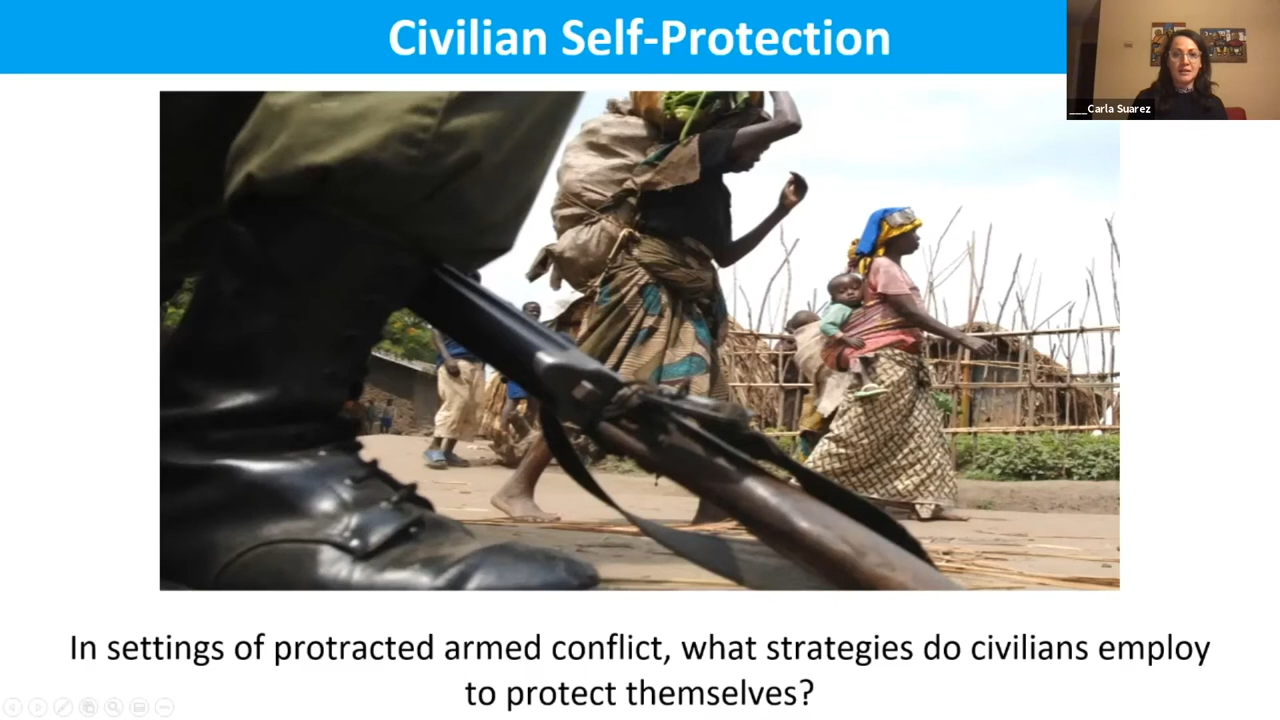 Civilian Self-Protection
___Carla Suarez
In settings of protracted armed conflict, what strategies do civilians employ
to protect themselves?